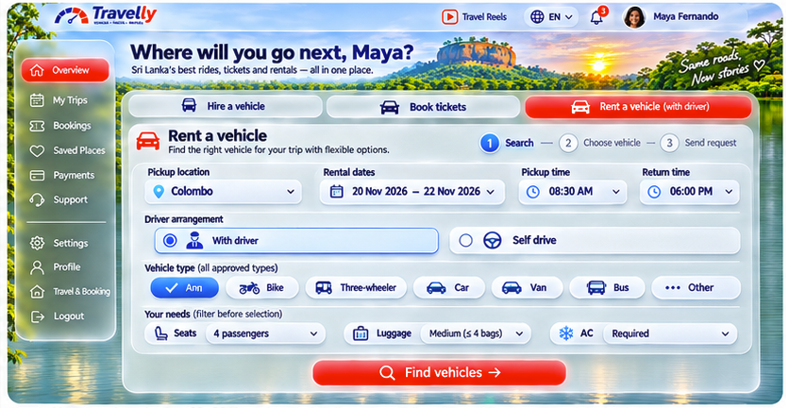 Travelly
Travel Reels
EN
3
Maya Fernando
Where will you go next, Maya?
Sri Lanka's best rides, tickets and rentals — all in one place.
Same roads,
New stories
Overview
My Trips
Bookings
Saved Places
Payments
Support
Settings
Profile
Travel & Booking
Logout
Hire a vehicle
Book tickets
Rent a vehicle (with driver)
Rent a vehicle
Find the right vehicle for your trip with flexible options.
1 Search — 2 Choose vehicle — 3 Send request
Pickup location
Rental dates
Pickup time
Return time
Colombo
20 Nov 2026 – 22 Nov 2026
08:30 AM
06:00 PM
Driver arrangement
With driver
Self drive
Vehicle type (all approved types)
Bike
Three-wheeler
Car
Van
Bus
Other
Your needs (filter before selection)
Seats
4 passengers
Luggage
Medium (≤ 4 bags)
AC
Required
Find vehicles →